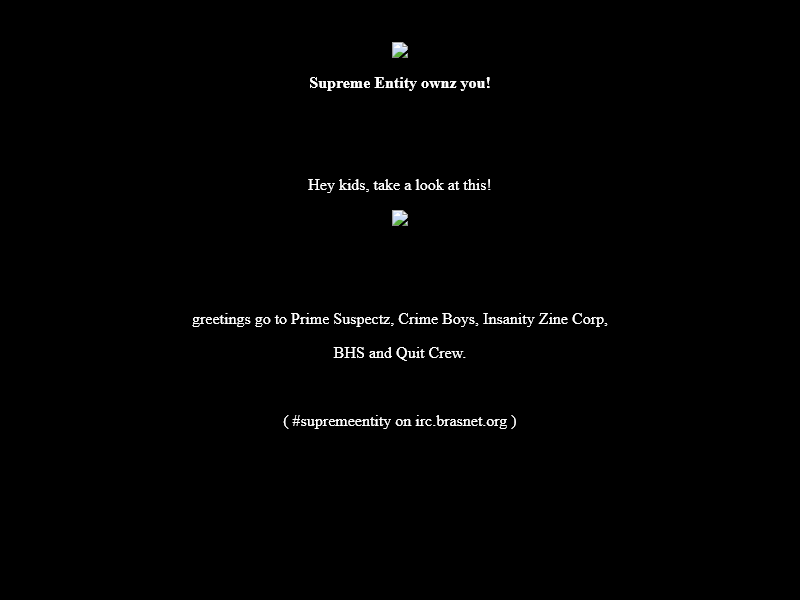 Supreme Entity ownz you!
Hey kids, take a look at this!
greetings go to Prime Suspectz, Crime Boys, Insanity Zine Corp,
BHS and Quit Crew.
( #supremeentity on irc.brasnet.org )